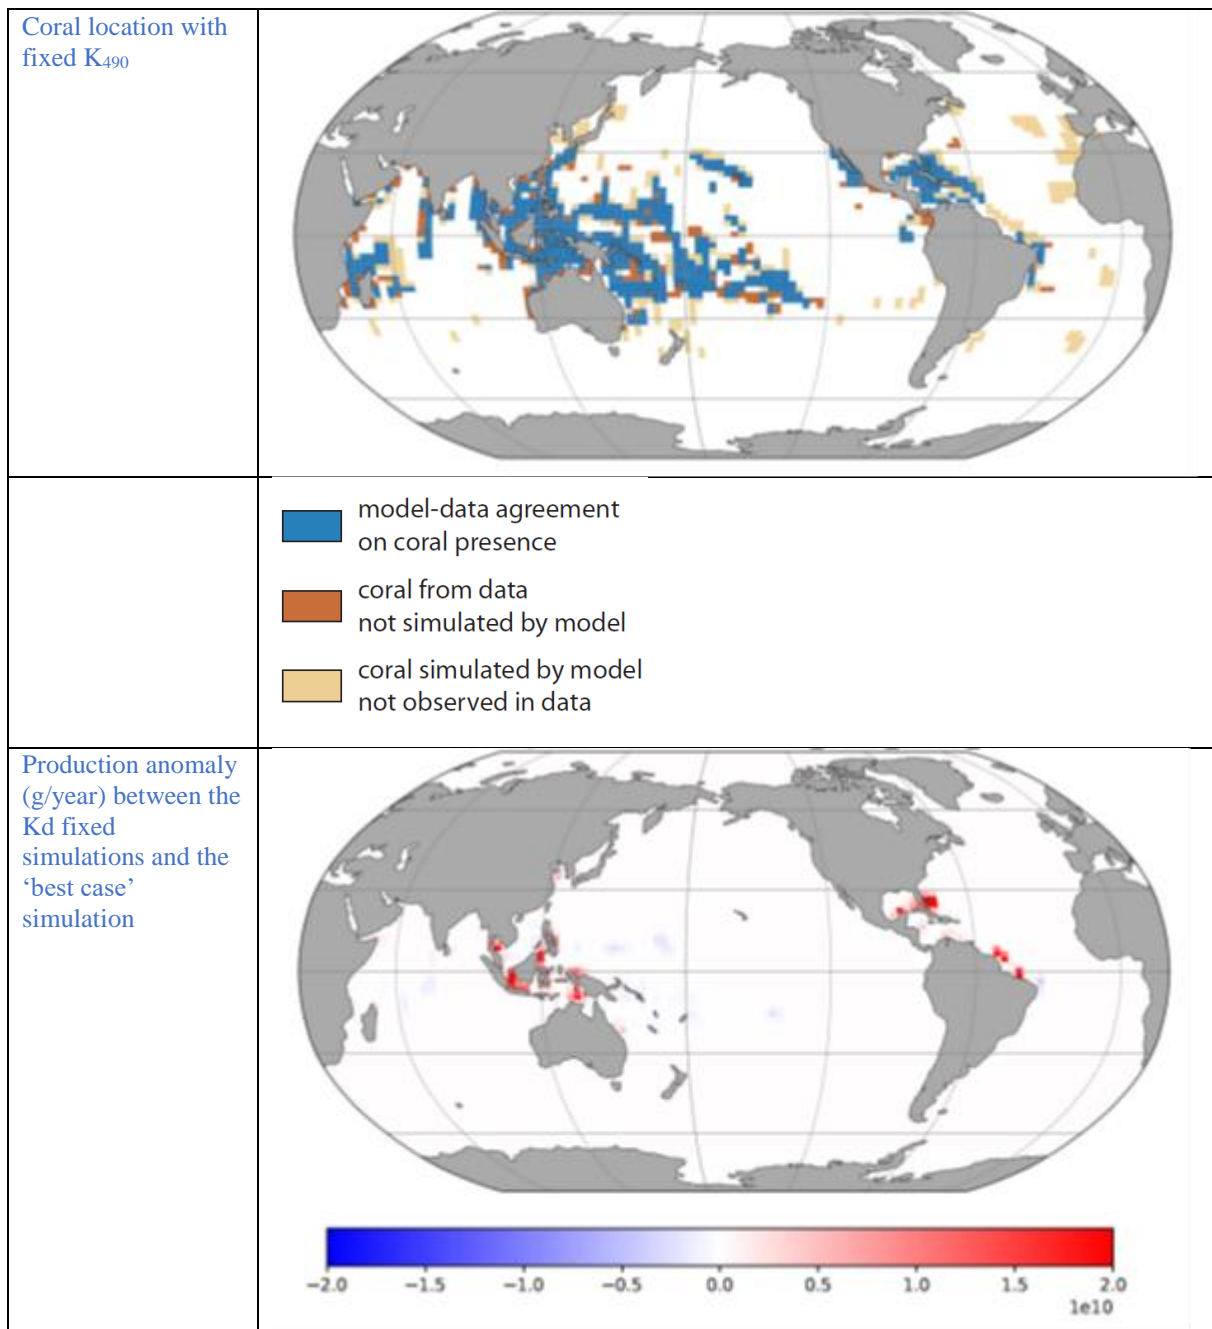 Coral location with
fixed K₄₉₀
model-data agreement
on coral presence
coral from data
not simulated by model
coral simulated by model
not observed in data
Production anomaly
(g/year) between the
Kd fixed
simulations and the
‘best case’
simulation
−2.0 −1.5 −1.0 −0.5 0.0 0.5 1.0 1.5 2.0
1e10